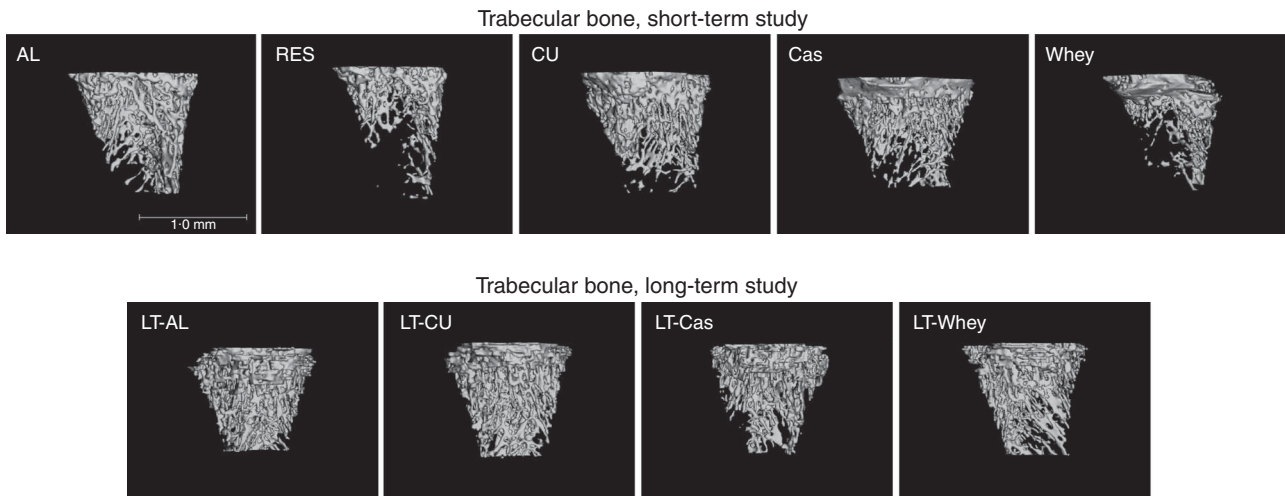 Trabecular bone, short-term study
AL
RES
CU
Cas
Whey
1·0 mm
Trabecular bone, long-term study
LT-AL
LT-CU
LT-Cas
LT-Whey